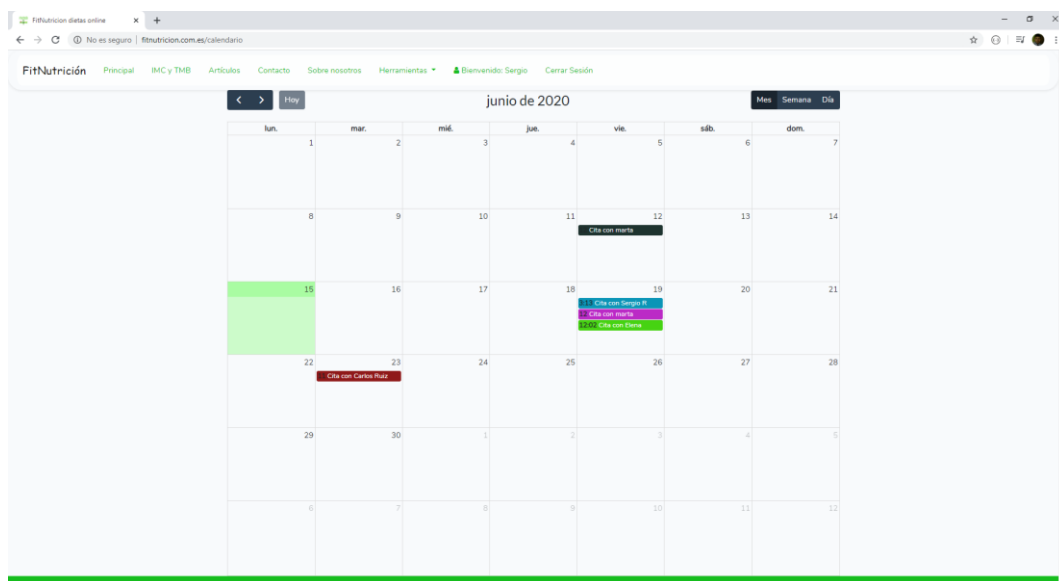 FitNutricion dietas online
No es seguro | fitnutricion.com.es/calendario
FitNutrición Principal IMC y TMB Artículos Contacto Sobre nosotros Herramientas Bienvenido: Sergio Cerrar Sesión
Hoy junio de 2020 Mes Semana Día
lun. mar. mié. jue. vie. sáb. dom.
1 2 3 4 5 6 7
8 9 10 11 12 13 14
Cita con marta
15 16 17 18 19 20 21
Cita con Sergio R
12 Cita con marta
12:02 Cita con Elena
22 23 24 25 26 27 28
Cita con Carlos Ruiz
29 30 1 2 3 4 5
6 7 8 9 10 11 12